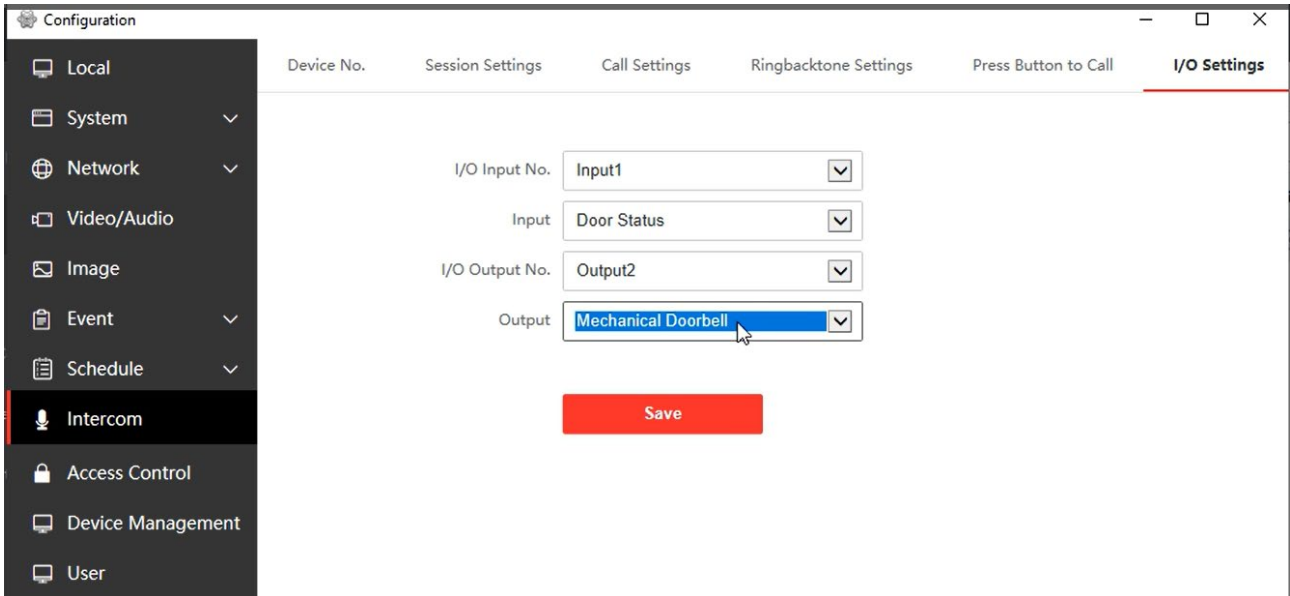 Configuration
Local
System
Network
Video/Audio
Image
Event
Schedule
Intercom
Access Control
Device Management
User
Device No. Session Settings Call Settings Ringbacktone Settings Press Button to Call I/O Settings
I/O Input No. Input1
Input Door Status
I/O Output No. Output2
Output Mechanical Doorbell
Save